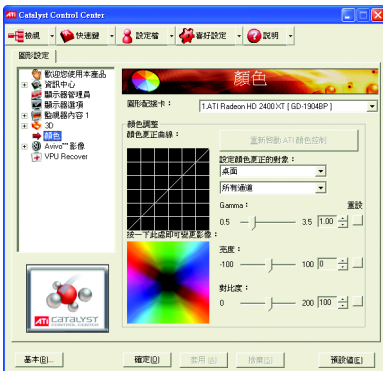 ATI Catalyst Control Center
檢視 快速鍵 設定檔 喜好設定 説明
圖形設定
歡迎您使用本產品
資訊中心
顯示器管理員
顯示器選項
監視器內容 1
3D
顏色
Avivo™ 影像
VPU Recover
ATI CATALYST
CONTROL CENTER
顏色
圖形配接卡：
1.ATI Radeon HD 2400 XT [ GD-1904BP ]
顏色調整
顏色更正曲線：
重新啟動 ATI 顏色控制
設定顏色更正的對象：
桌面
所有通道
Gamma： 重設
0.5 3.5 1.00
按一下此處即可變更影像：
亮度：
-100 100 0
對比度：
0 200 100
基本(B)...
確定(O) 套用(A) 捨棄(D) 預設值(E)